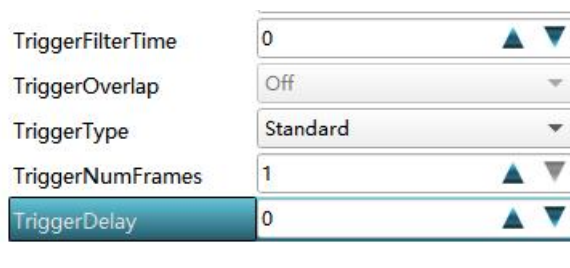 TriggerFilterTime 0
TriggerOverlap Off
TriggerType Standard
TriggerNumFrames 1
TriggerDelay 0